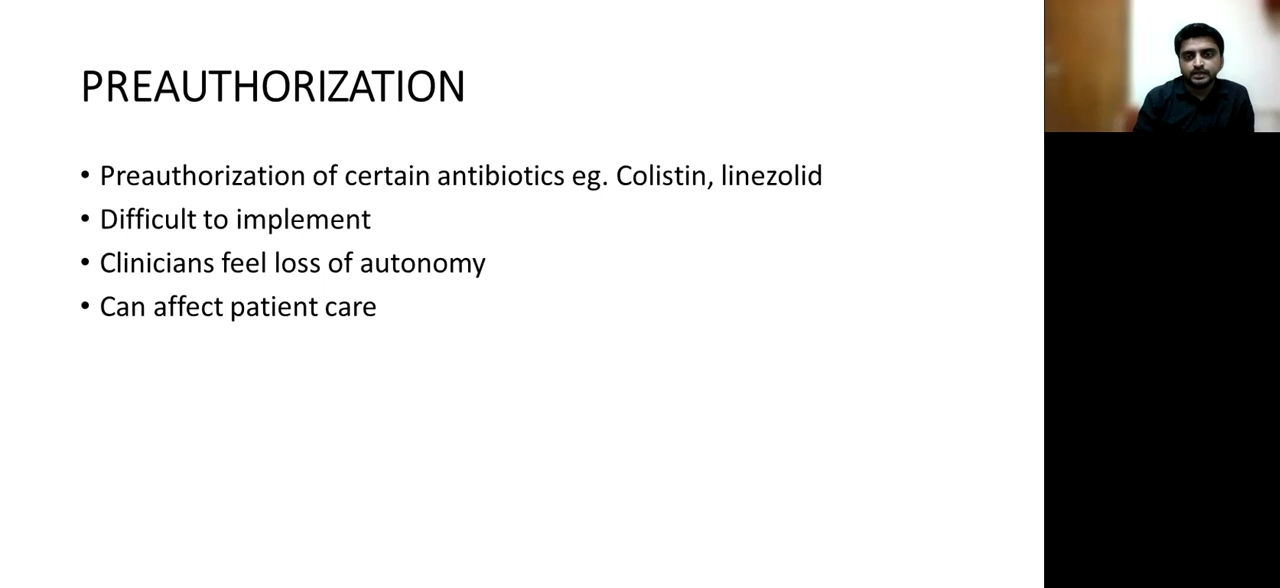 PREAUTHORIZATION
• Preauthorization of certain antibiotics eg. Colistin, linezolid
• Difficult to implement
• Clinicians feel loss of autonomy
• Can affect patient care